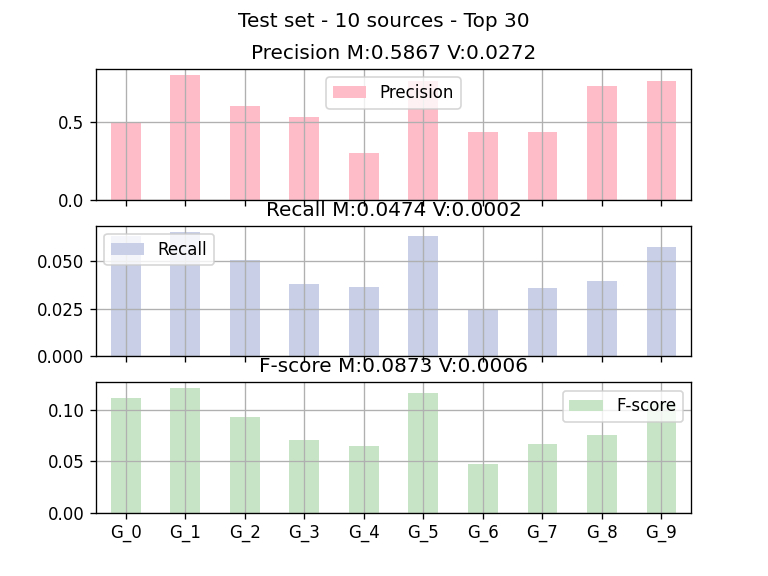 Test set - 10 sources - Top 30
Precision M:0.5867 V:0.0272
Precision
0.5
0.0
Recall M:0.0474 V:0.0002
Recall
0.050
0.025
0.000
F-score M:0.0873 V:0.0006
F-score
0.10
0.05
0.00
G_0 G_1 G_2 G_3 G_4 G_5 G_6 G_7 G_8 G_9